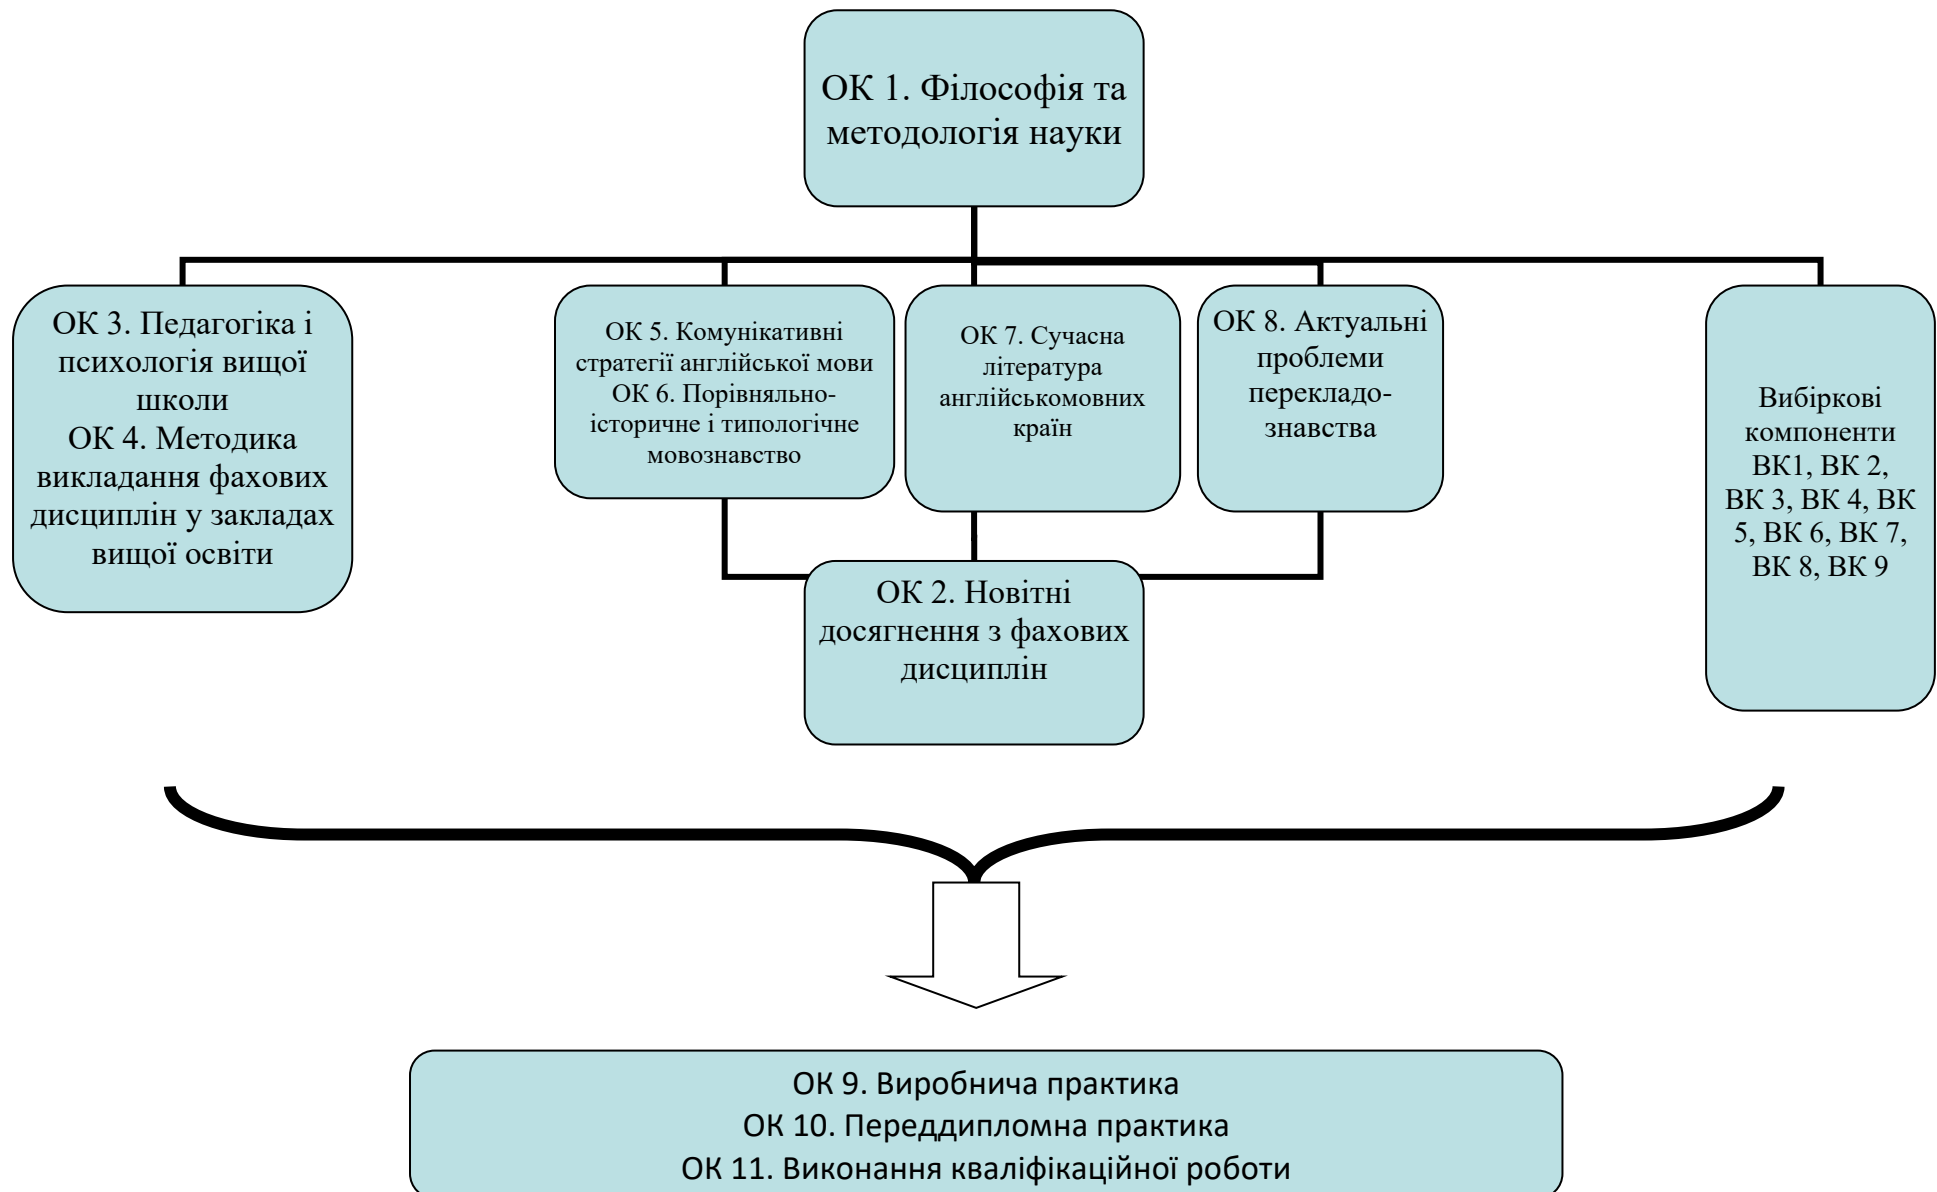 ОК 1. Філософія та
методологія науки
ОК 3. Педагогіка і
психологія вищої
школи
ОК 4. Методика
викладання фахових
дисциплін у закладах
вищої освіти
ОК 5. Комунікативні
стратегії англійської мови
ОК 6. Порівняльно-
історичне і типологічне
мовознавство
ОК 7. Сучасна
література
англійськомовних
країн
ОК 8. Актуальні
проблеми
перекладо-
знавства
Вибіркові
компоненти
ВК1, ВК 2,
ВК 3, ВК 4, ВК
5, ВК 6, ВК 7,
ВК 8, ВК 9
ОК 2. Новітні
досягнення з фахових
дисциплін
ОК 9. Виробнича практика
ОК 10. Переддипломна практика
ОК 11. Виконання кваліфікаційної роботи